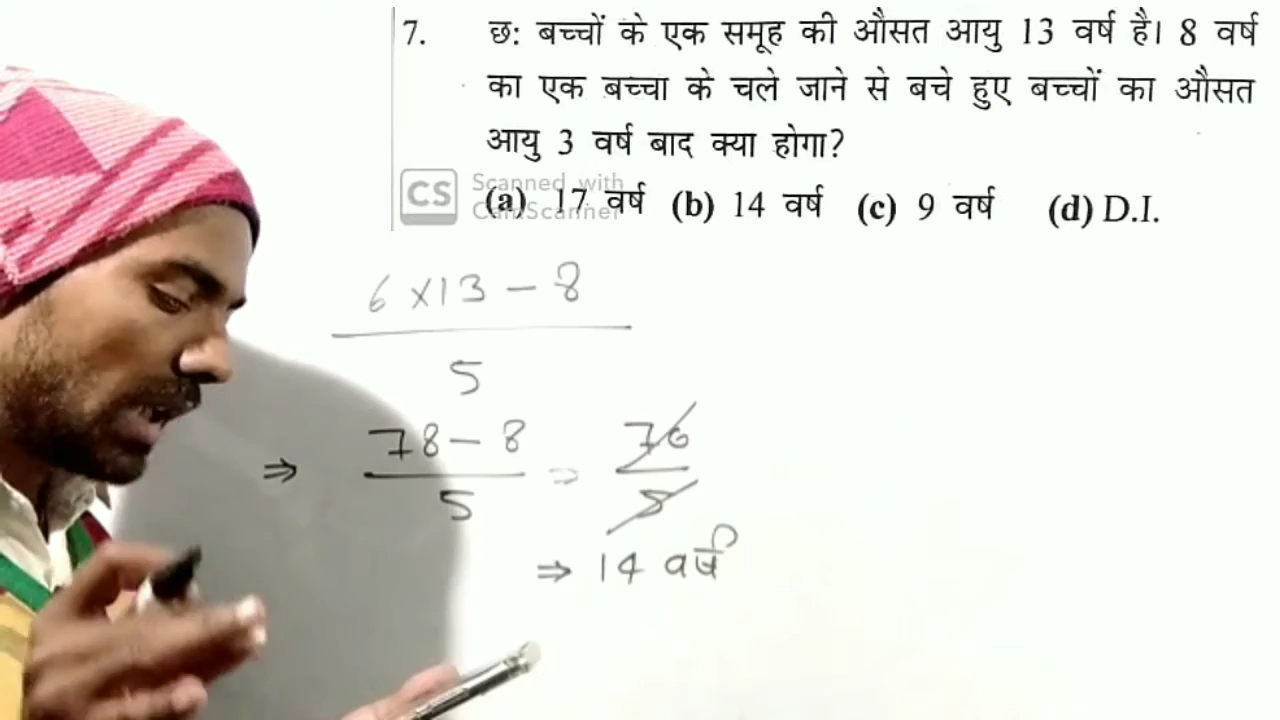 7. छ: बच्चों के एक समूह की औसत आयु 13 वर्ष है। 8 वर्ष
का एक बच्चा के चले जाने से बचे हुए बच्चों का औसत
आयु 3 वर्ष बाद क्या होगा?
CS Scanned with
CamScanner
(a) 17 वर्ष (b) 14 वर्ष (c) 9 वर्ष (d) D.I.
6 × 13 – 8
5
⇒ 78 – 8 = 70
5 5
⇒ 14 वर्ष